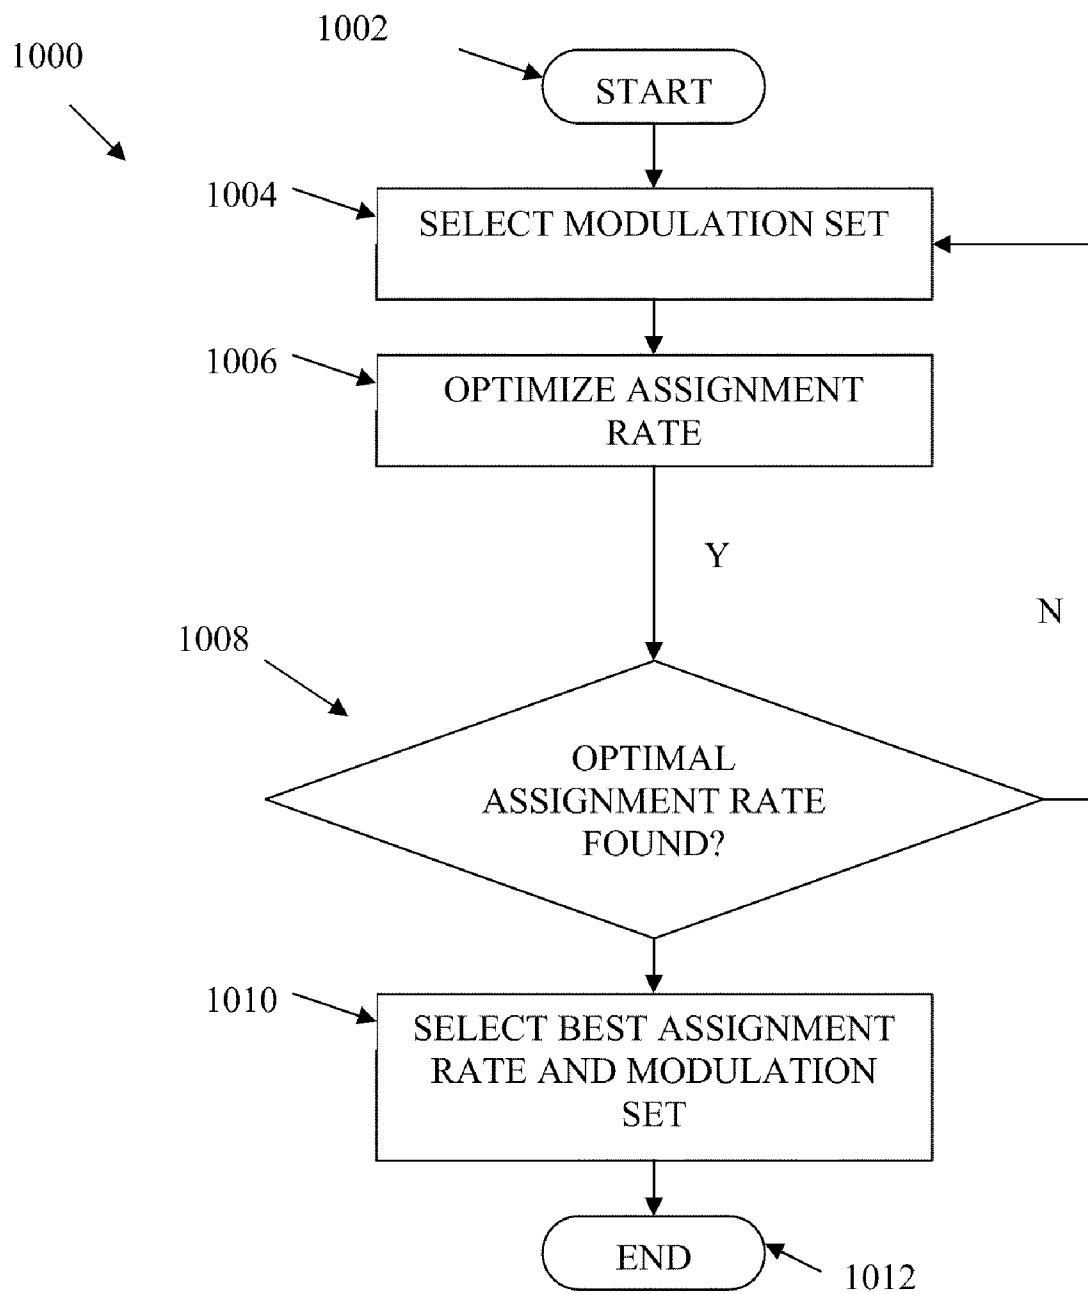 1000
1002
START
1004
SELECT MODULATION SET
1006
OPTIMIZE ASSIGNMENT
RATE
Y
N
1008
OPTIMAL
ASSIGNMENT RATE
FOUND?
1010
SELECT BEST ASSIGNMENT
RATE AND MODULATION
SET
END
1012